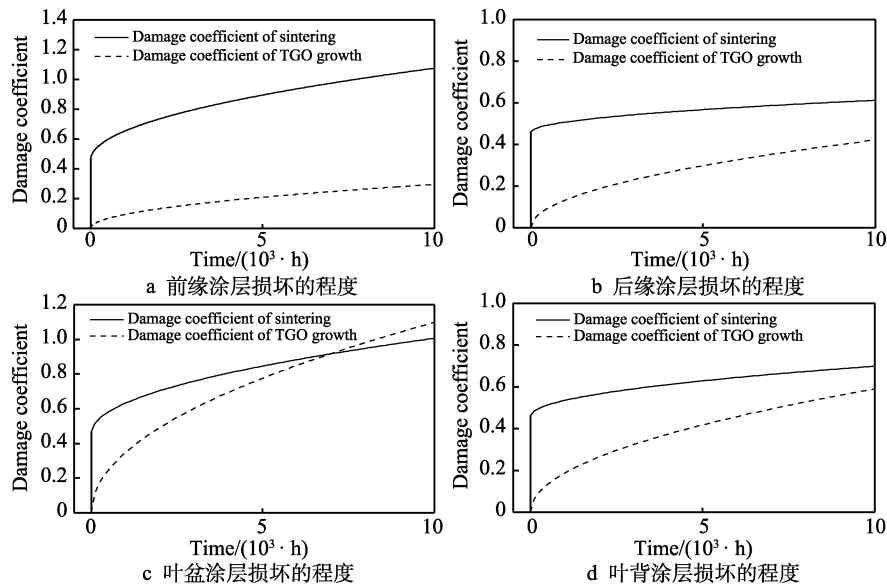 1.4
1.2
1.0
0.8
0.6
0.4
0.2
0
Damage coefficient
Damage coefficient of sintering
Damage coefficient of TGO growth
0 5 10
Time/(10³ · h)
a 前缘涂层损坏的程度
1.0
0.8
0.6
0.4
0.2
0
Damage coefficient
Damage coefficient of sintering
Damage coefficient of TGO growth
0 5 10
Time/(10³ · h)
b 后缘涂层损坏的程度
1.2
1.2
1.0
0.8
0.6
0.4
0.2
0
Damage coefficient
Damage coefficient of sintering
Damage coefficient of TGO growth
0 5 10
Time/(10³ · h)
c 叶盆涂层损坏的程度
1.0
0.8
0.6
0.4
0.2
0
Damage coefficient
Damage coefficient of sintering
Damage coefficient of TGO growth
0 5 10
Time/(10³ · h)
d 叶背涂层损坏的程度